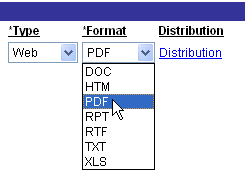 *Type *Format Distribution
Web PDF Distribution
DOC
HTM
PDF
RPT
RTF
TXT
XLS